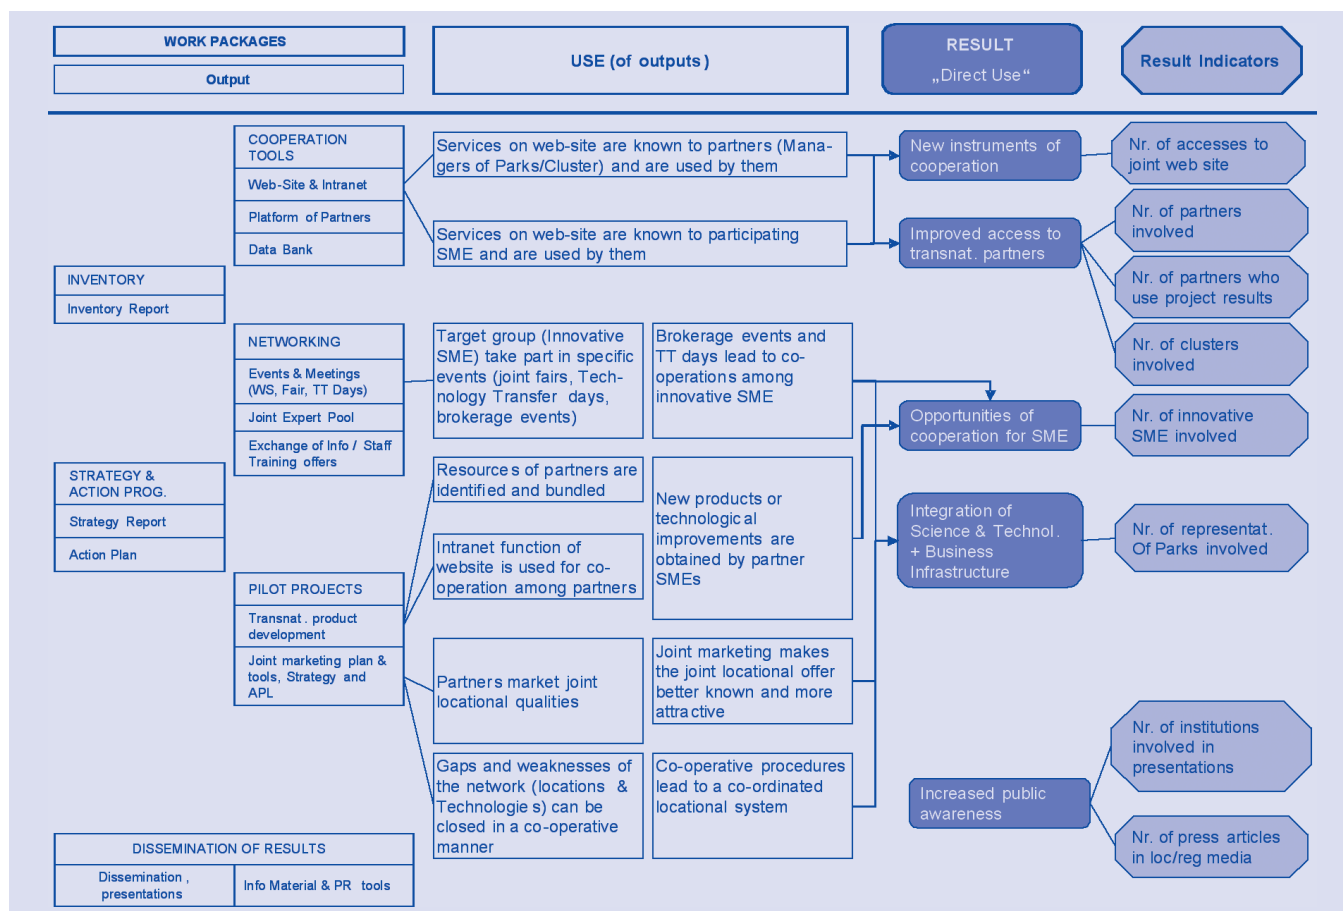 WORK PACKAGES
Output
USE (of outputs)
RESULT
„Direct Use“
Result Indicators
COOPERATION
TOOLS
Web-Site & Intranet
Platform of Partners
Data Bank
Services on web-site are known to partners (Mana-
gers of Parks/Cluster) and are used by them
Services on web-site are known to participating
SME and are used by them
New instruments of
cooperation
Improved access to
transnat. partners
Nr. of accesses to
joint web site
Nr. of partners
involved
Nr. of partners who
use project results
Nr. of clusters
involved
INVENTORY
Inventory Report
NETWORKING
Events & Meetings
(WS, Fair, TT Days)
Joint Expert Pool
Exchange of Info / Staff
Training offers
Target group (Innovative
SME) take part in specific
events (joint fairs, Tech-
nology Transfer days,
brokerage events)
Brokerage events and
TT days lead to co-
operations among
innovative SME
Opportunities of
cooperation for SME
Nr. of innovative
SME involved
STRATEGY &
ACTION PROG.
Strategy Report
Action Plan
Resources of partners are
identified and bundled
Intranet function of
website is used for co-
operation among partners
New products or
technological
improvements are
obtained by partner
SMEs
Integration of
Science & Technol.
+ Business
Infrastructure
Nr. of representat.
Of Parks involved
PILOT PROJECTS
Transnat. product
development
Joint marketing plan &
tools, Strategy and
APL
Partners market joint
locational qualities
Joint marketing makes
the joint locational offer
better known and more
attractive
Gaps and weaknesses of
the network (locations &
Technologies) can be
closed in a co-operative
manner
Co-operative procedures
lead to a co-ordinated
locational system
Increased public
awareness
Nr. of institutions
involved in
presentations
Nr. of press articles
in loc/reg media
DISSEMINATION OF RESULTS
Dissemination,
presentations
Info Material & PR tools